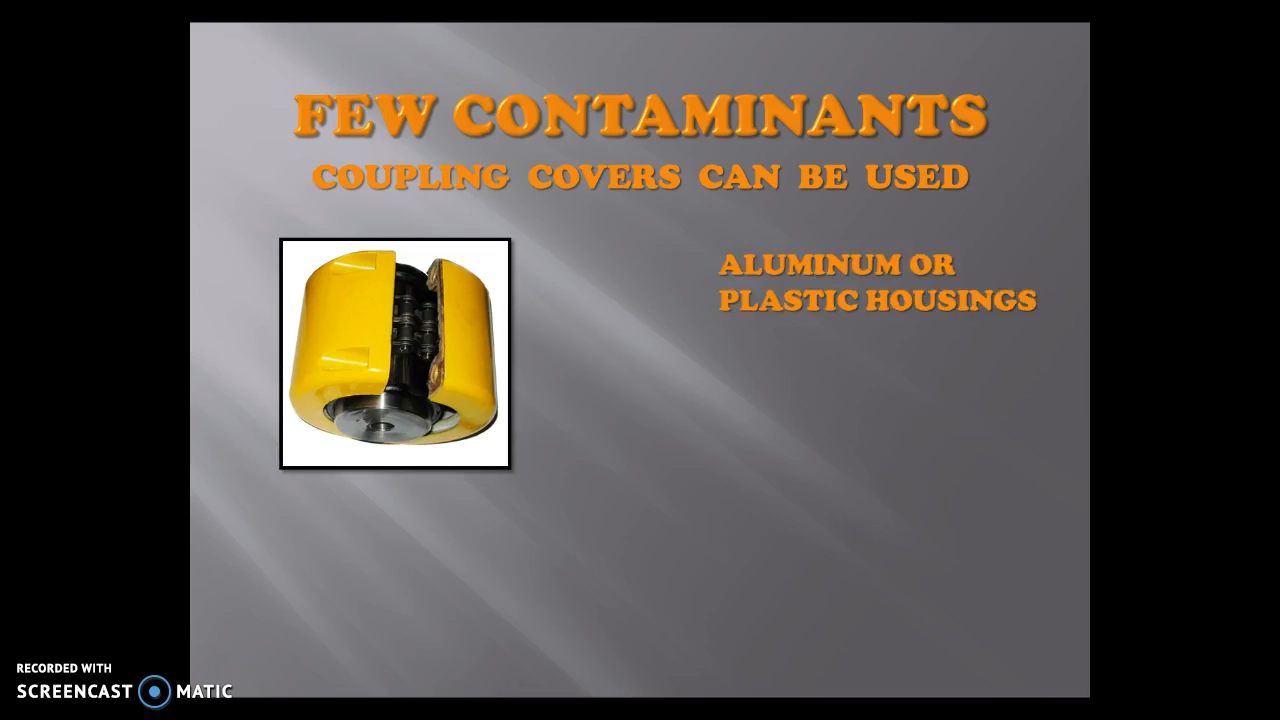 FEW CONTAMINANTS
COUPLING COVERS CAN BE USED
ALUMINUM OR
PLASTIC HOUSINGS
RECORDED WITH
SCREENCAST MATIC